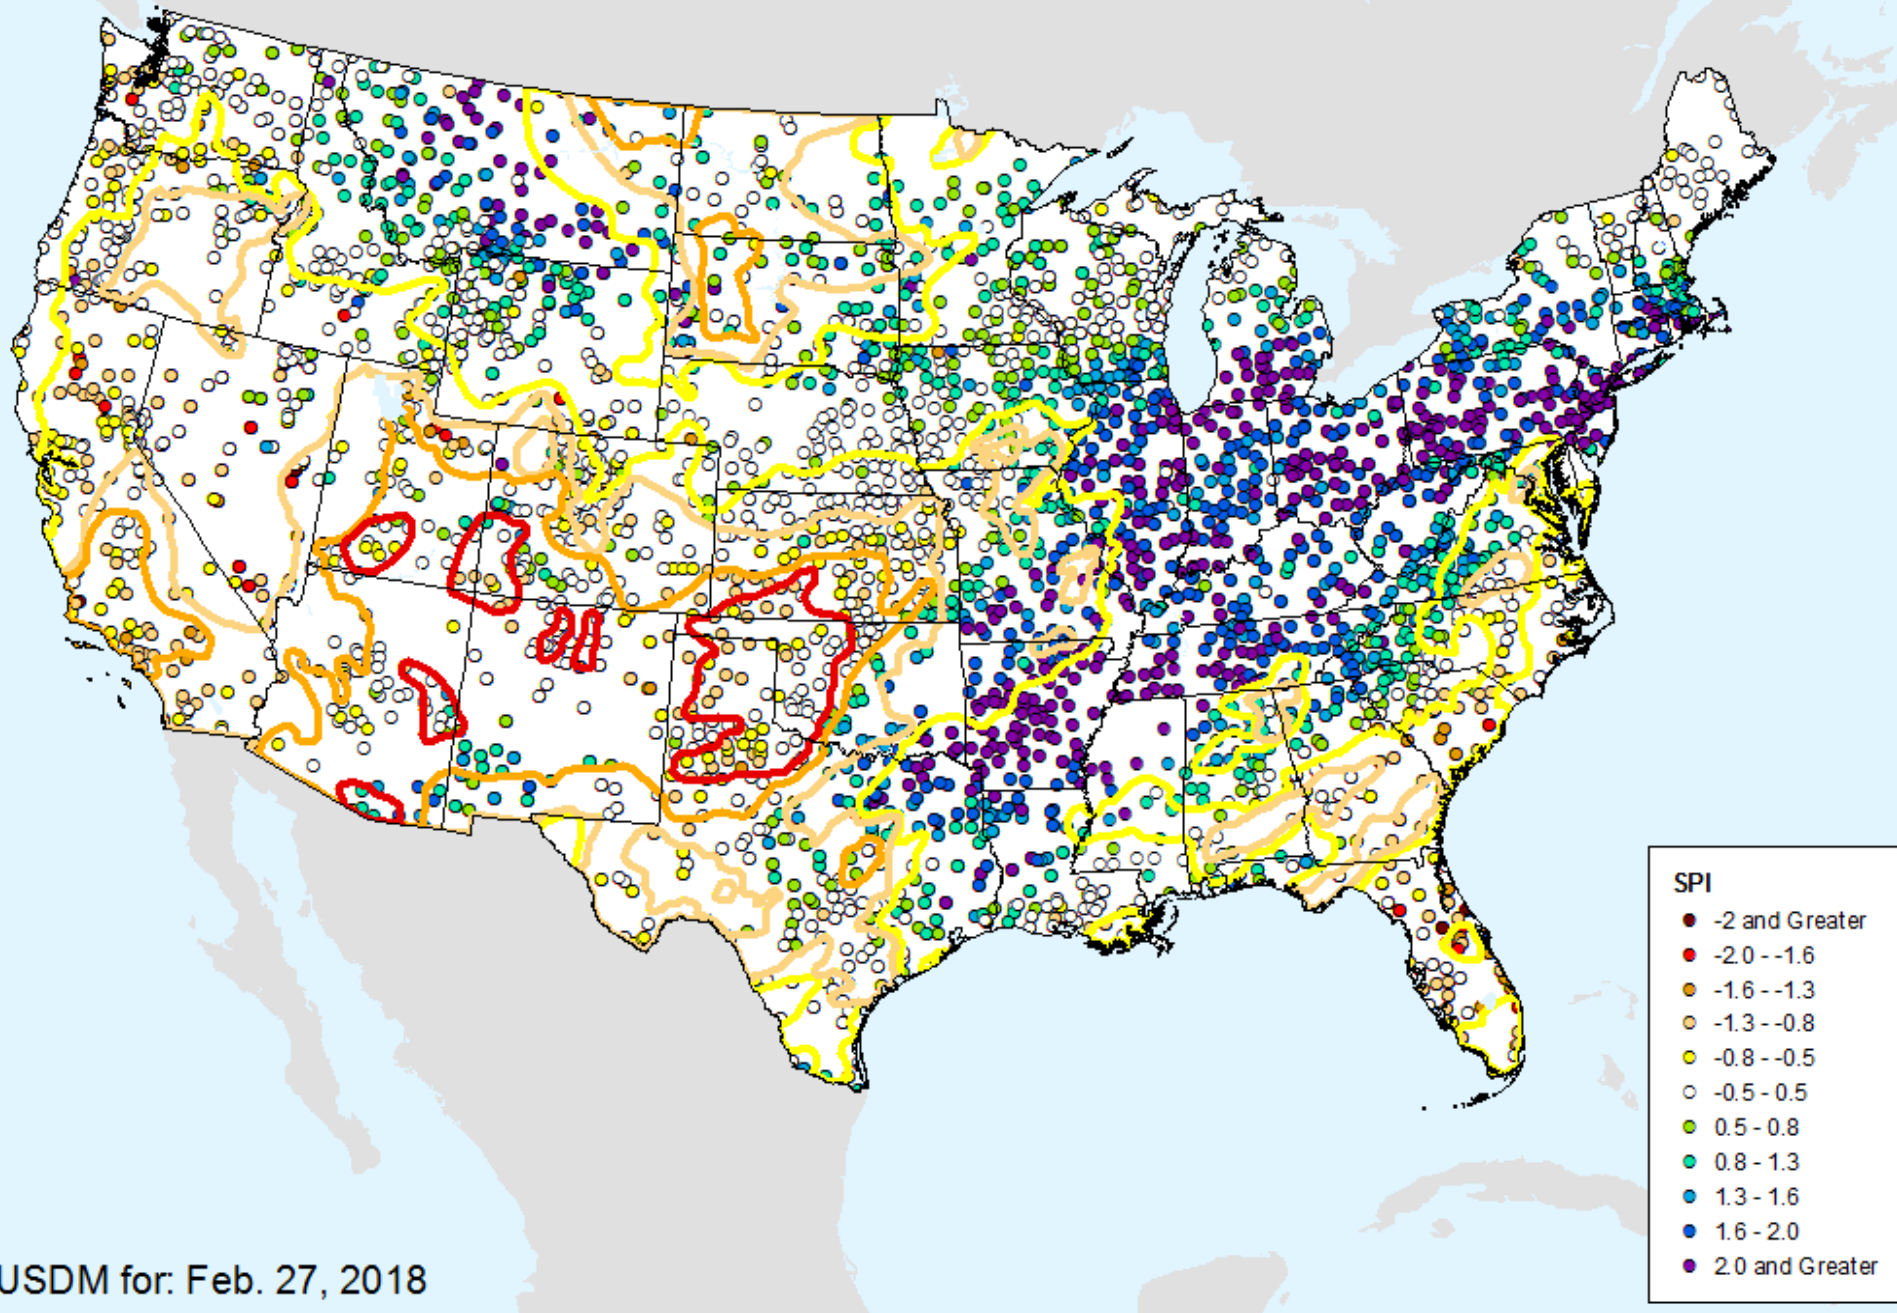 SPI
-2 and Greater
-2.0 - -1.6
-1.6 - -1.3
-1.3 - -0.8
-0.8 - -0.5
-0.5 - 0.5
0.5 - 0.8
0.8 - 1.3
1.3 - 1.6
1.6 - 2.0
2.0 and Greater
USDM for: Feb. 27, 2018